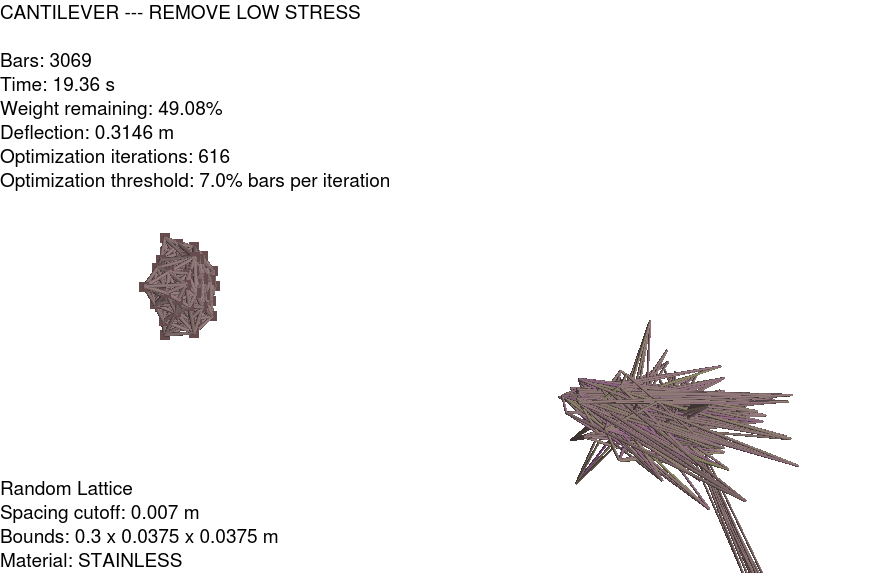 CANTILEVER --- REMOVE LOW STRESS
Bars: 3069
Time: 19.36 s
Weight remaining: 49.08%
Deflection: 0.3146 m
Optimization iterations: 616
Optimization threshold: 7.0% bars per iteration
Random Lattice
Spacing cutoff: 0.007 m
Bounds: 0.3 x 0.0375 x 0.0375 m
Material: STAINLESS